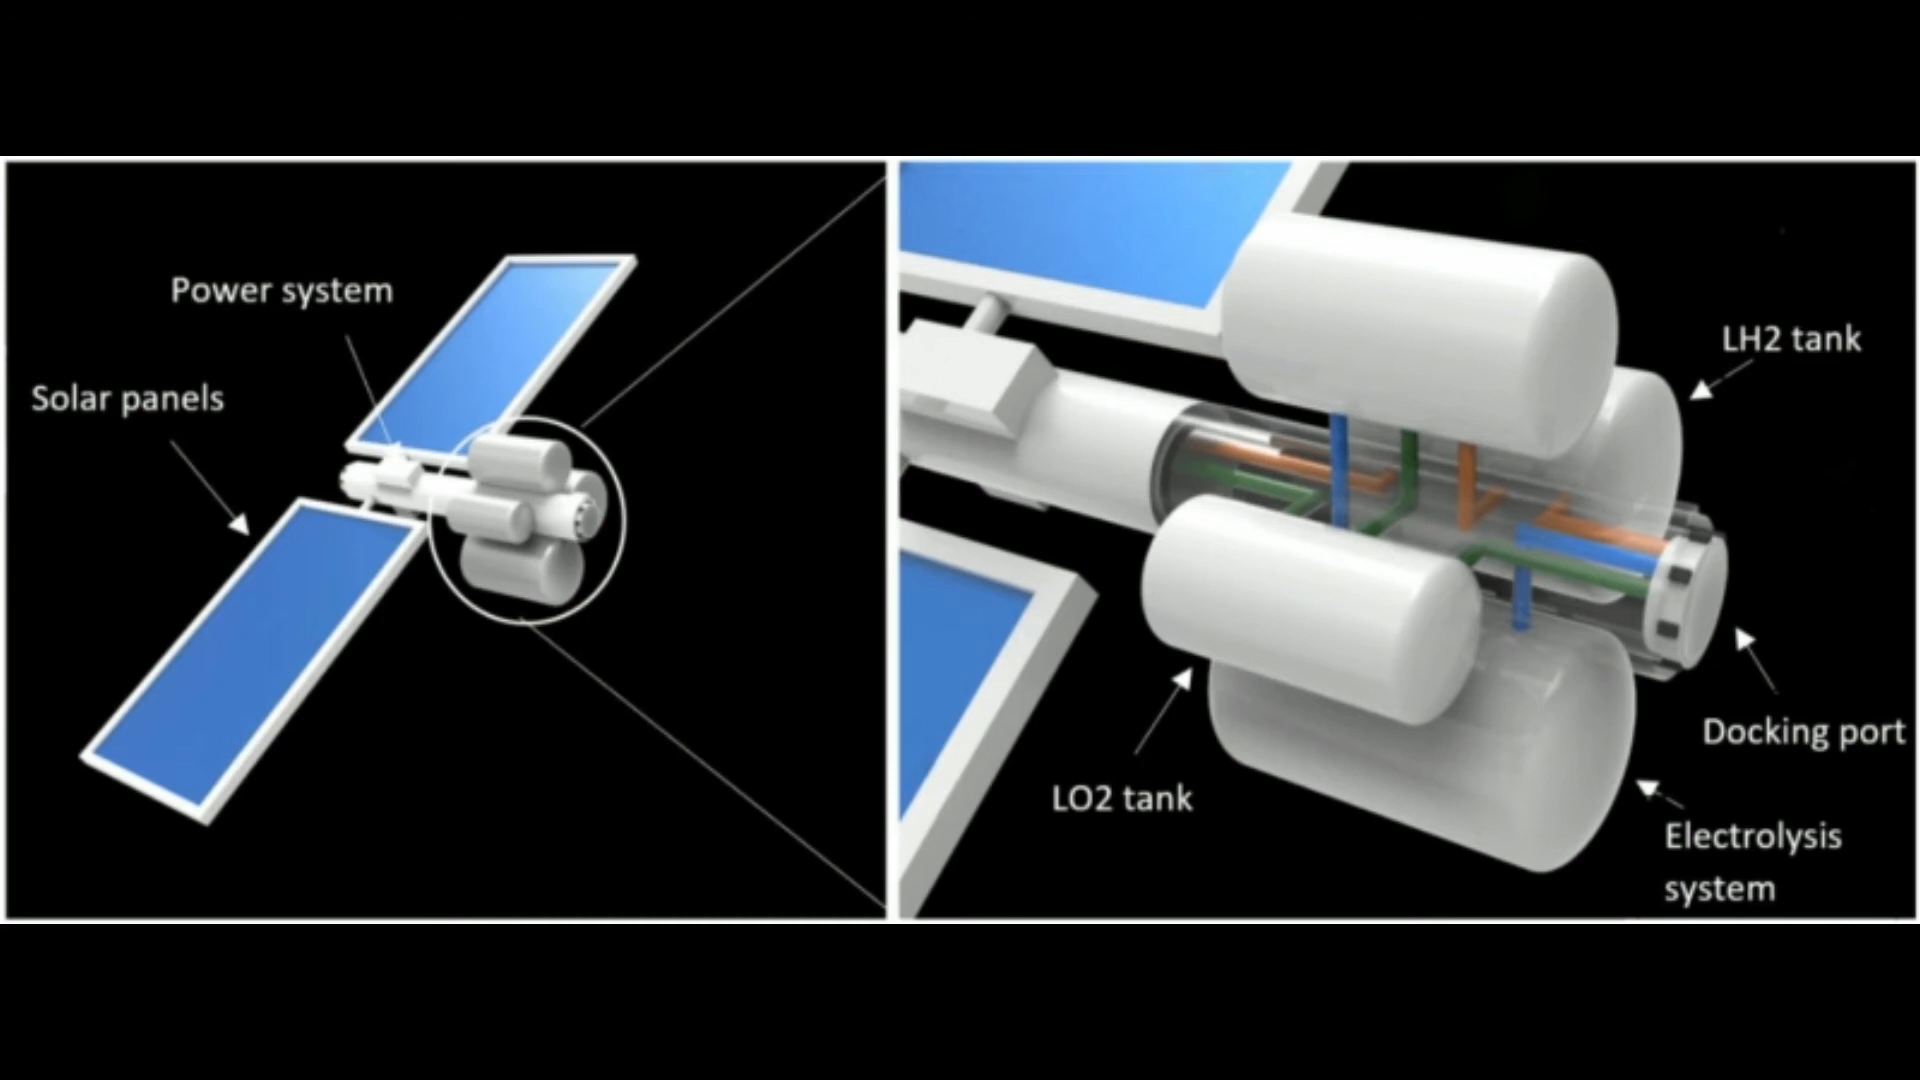 Power system
Solar panels
LH2 tank
Docking port
LO2 tank
Electrolysis
system